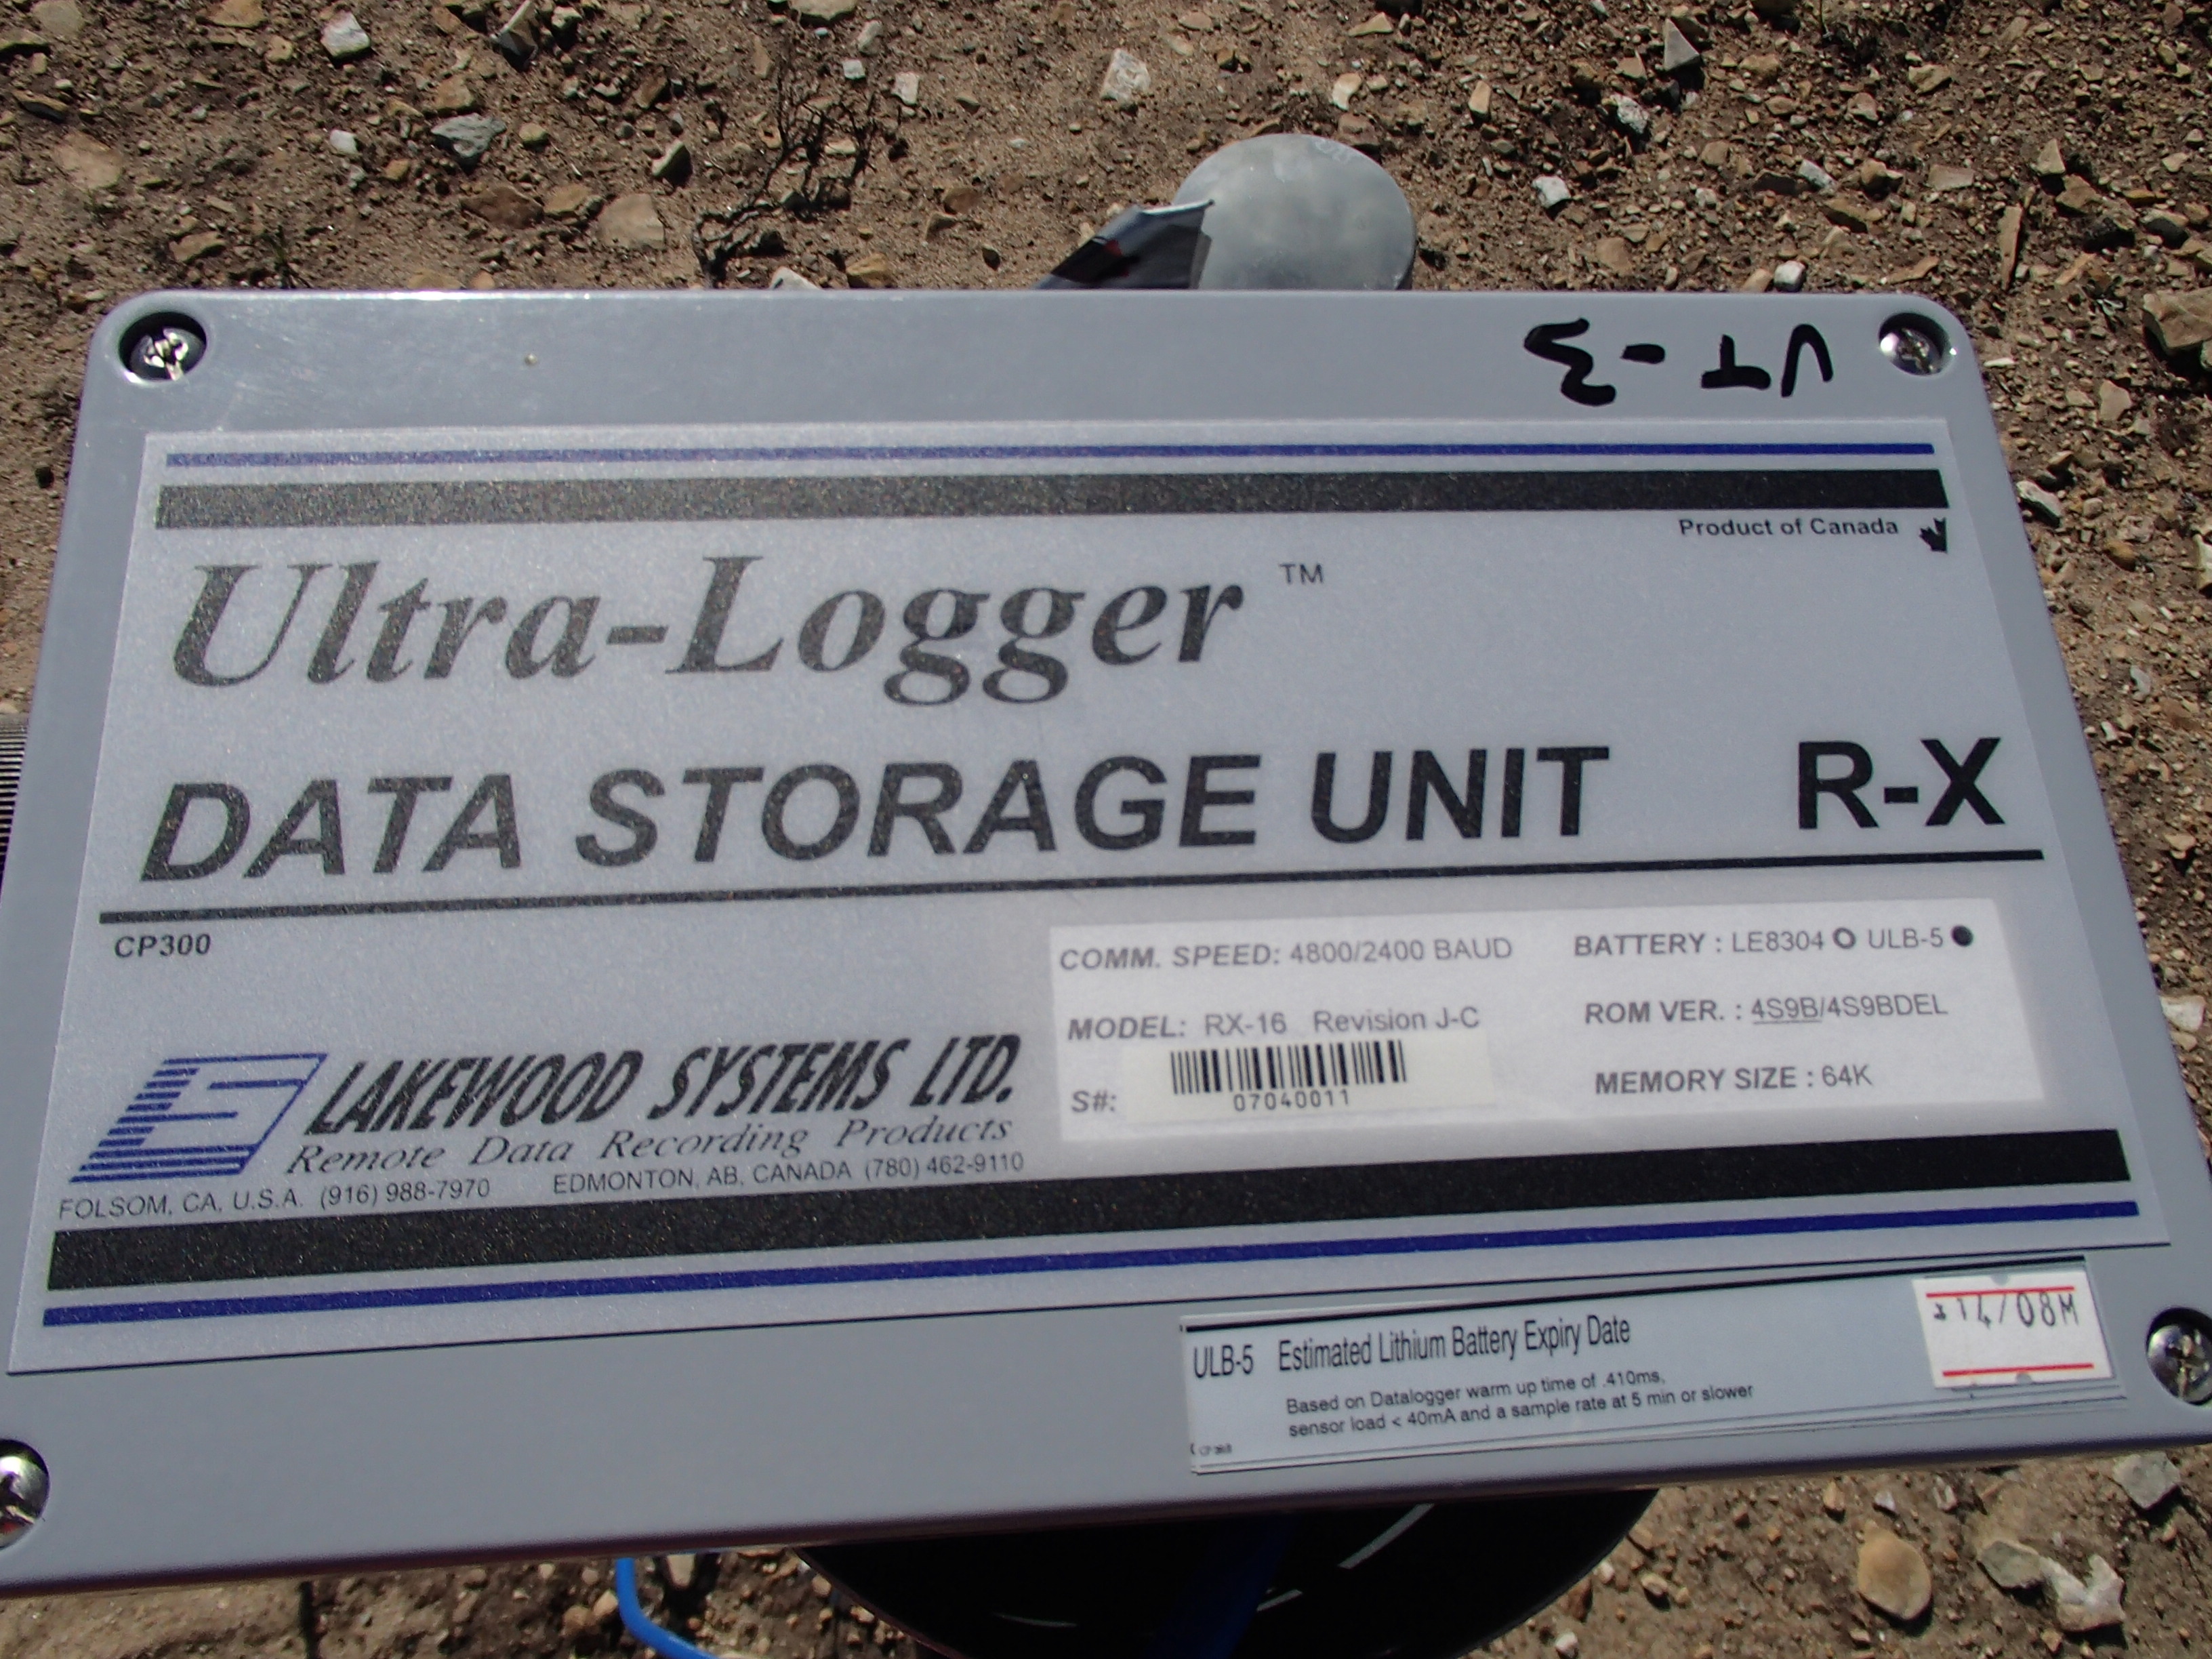 VT-3
Product of Canada
Ultra-Logger™
DATA STORAGE UNIT R-X
CP300
COMM. SPEED: 4800/2400 BAUD BATTERY : LE8304 ULB-5
MODEL: RX-16 Revision J-C ROM VER. : 4S9B/4S9BDEL
S#: 07040011 MEMORY SIZE : 64K
LAKEWOOD SYSTEMS LTD.
Remote Data Recording Products
FOLSOM, CA, U.S.A. (916) 988-7970 EDMONTON, AB, CANADA (780) 462-9110
ULB-5 Estimated Lithium Battery Expiry Date
Based on Datalogger warm up time of .410ms,
sensor load < 40mA and a sample rate at 5 min or slower
14/08M